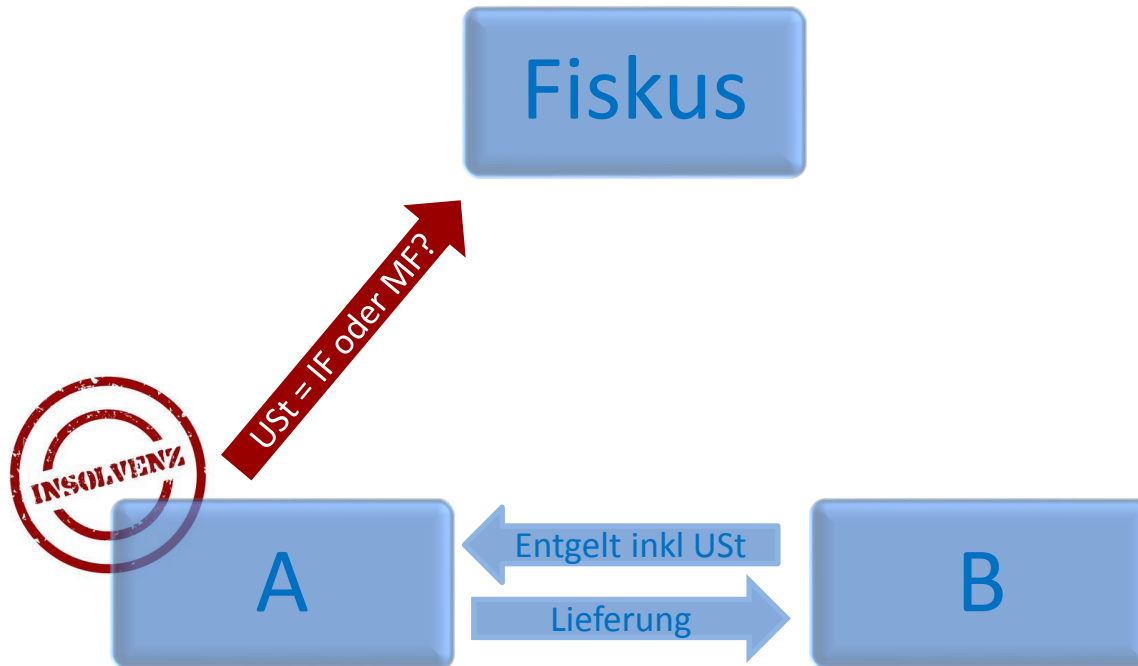 Fiskus
USt = IF oder MF?
INSOLVENZ
Entgelt inkl USt
A
B
Lieferung